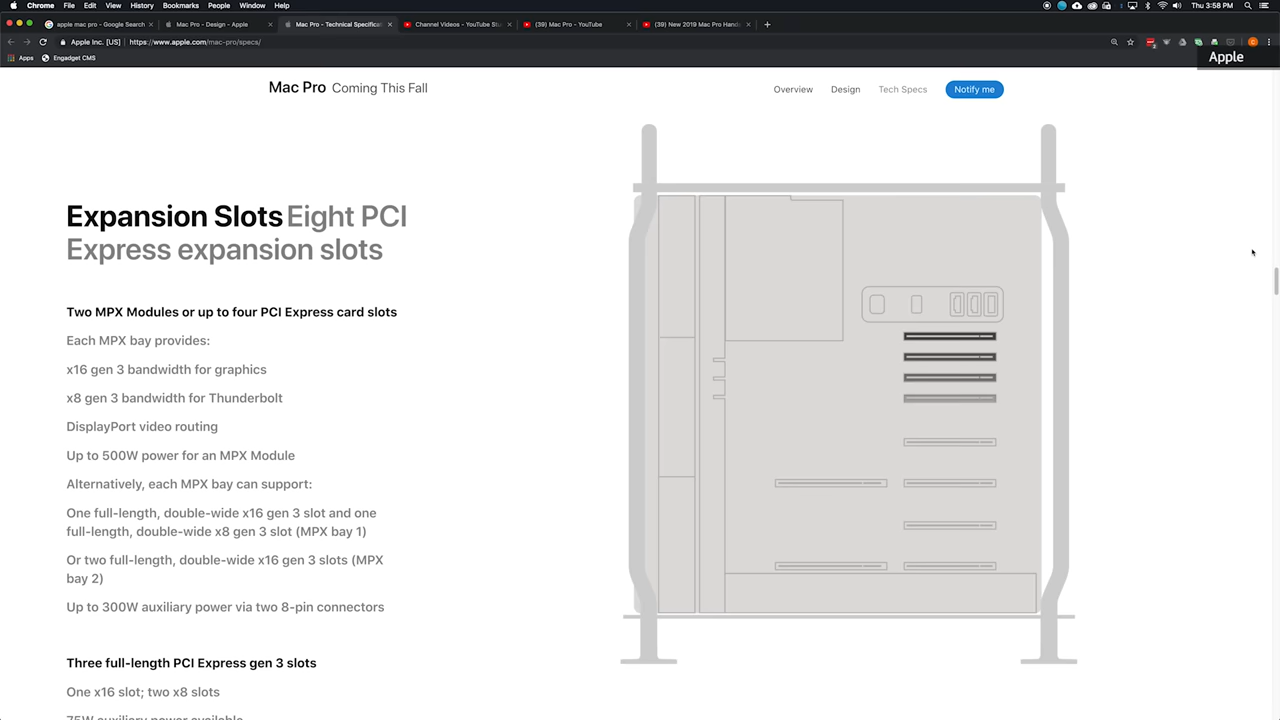 Chrome File Edit View History Bookmarks People Window Help
Thu 3:58 PM
apple mac pro - Google Search
Mac Pro - Design - Apple
Mac Pro - Technical Specificat
Channel Videos - YouTube Stu
(39) Mac Pro - YouTube
(39) New 2019 Mac Pro Hand
Apple Inc. [US] https://www.apple.com/mac-pro/specs/
Apps Engadget CMS
Apple
Mac Pro Coming This Fall
Overview Design Tech Specs Notify me
Expansion Slots Eight PCI
Express expansion slots
Two MPX Modules or up to four PCI Express card slots
Each MPX bay provides:
x16 gen 3 bandwidth for graphics
x8 gen 3 bandwidth for Thunderbolt
DisplayPort video routing
Up to 500W power for an MPX Module
Alternatively, each MPX bay can support:
One full-length, double-wide x16 gen 3 slot and one
full-length, double-wide x8 gen 3 slot (MPX bay 1)
Or two full-length, double-wide x16 gen 3 slots (MPX
bay 2)
Up to 300W auxiliary power via two 8-pin connectors
Three full-length PCI Express gen 3 slots
One x16 slot; two x8 slots
75W auxiliary power available